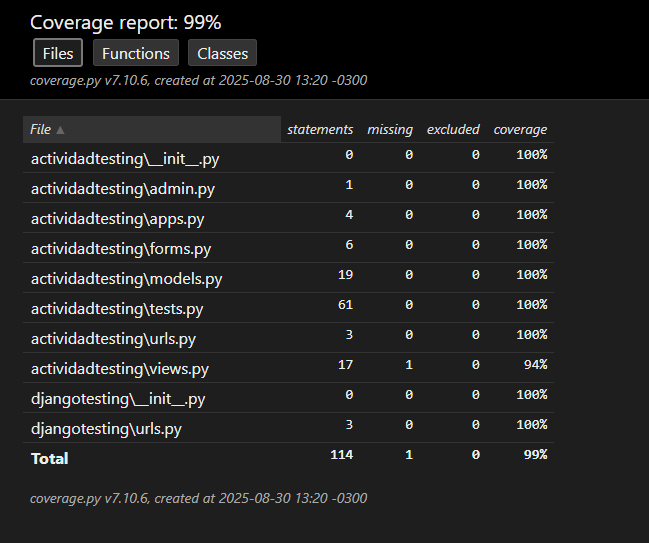 Coverage report: 99%
Files Functions Classes
coverage.py v7.10.6, created at 2025-08-30 13:20 -0300
File ▲ statements missing excluded coverage
actividadtesting\__init__.py 0 0 0 100%
actividadtesting\admin.py 1 0 0 100%
actividadtesting\apps.py 4 0 0 100%
actividadtesting\forms.py 6 0 0 100%
actividadtesting\models.py 19 0 0 100%
actividadtesting\tests.py 61 0 0 100%
actividadtesting\urls.py 3 0 0 100%
actividadtesting\views.py 17 1 0 94%
djangotesting\__init__.py 0 0 0 100%
djangotesting\urls.py 3 0 0 100%
Total 114 1 0 99%
coverage.py v7.10.6, created at 2025-08-30 13:20 -0300